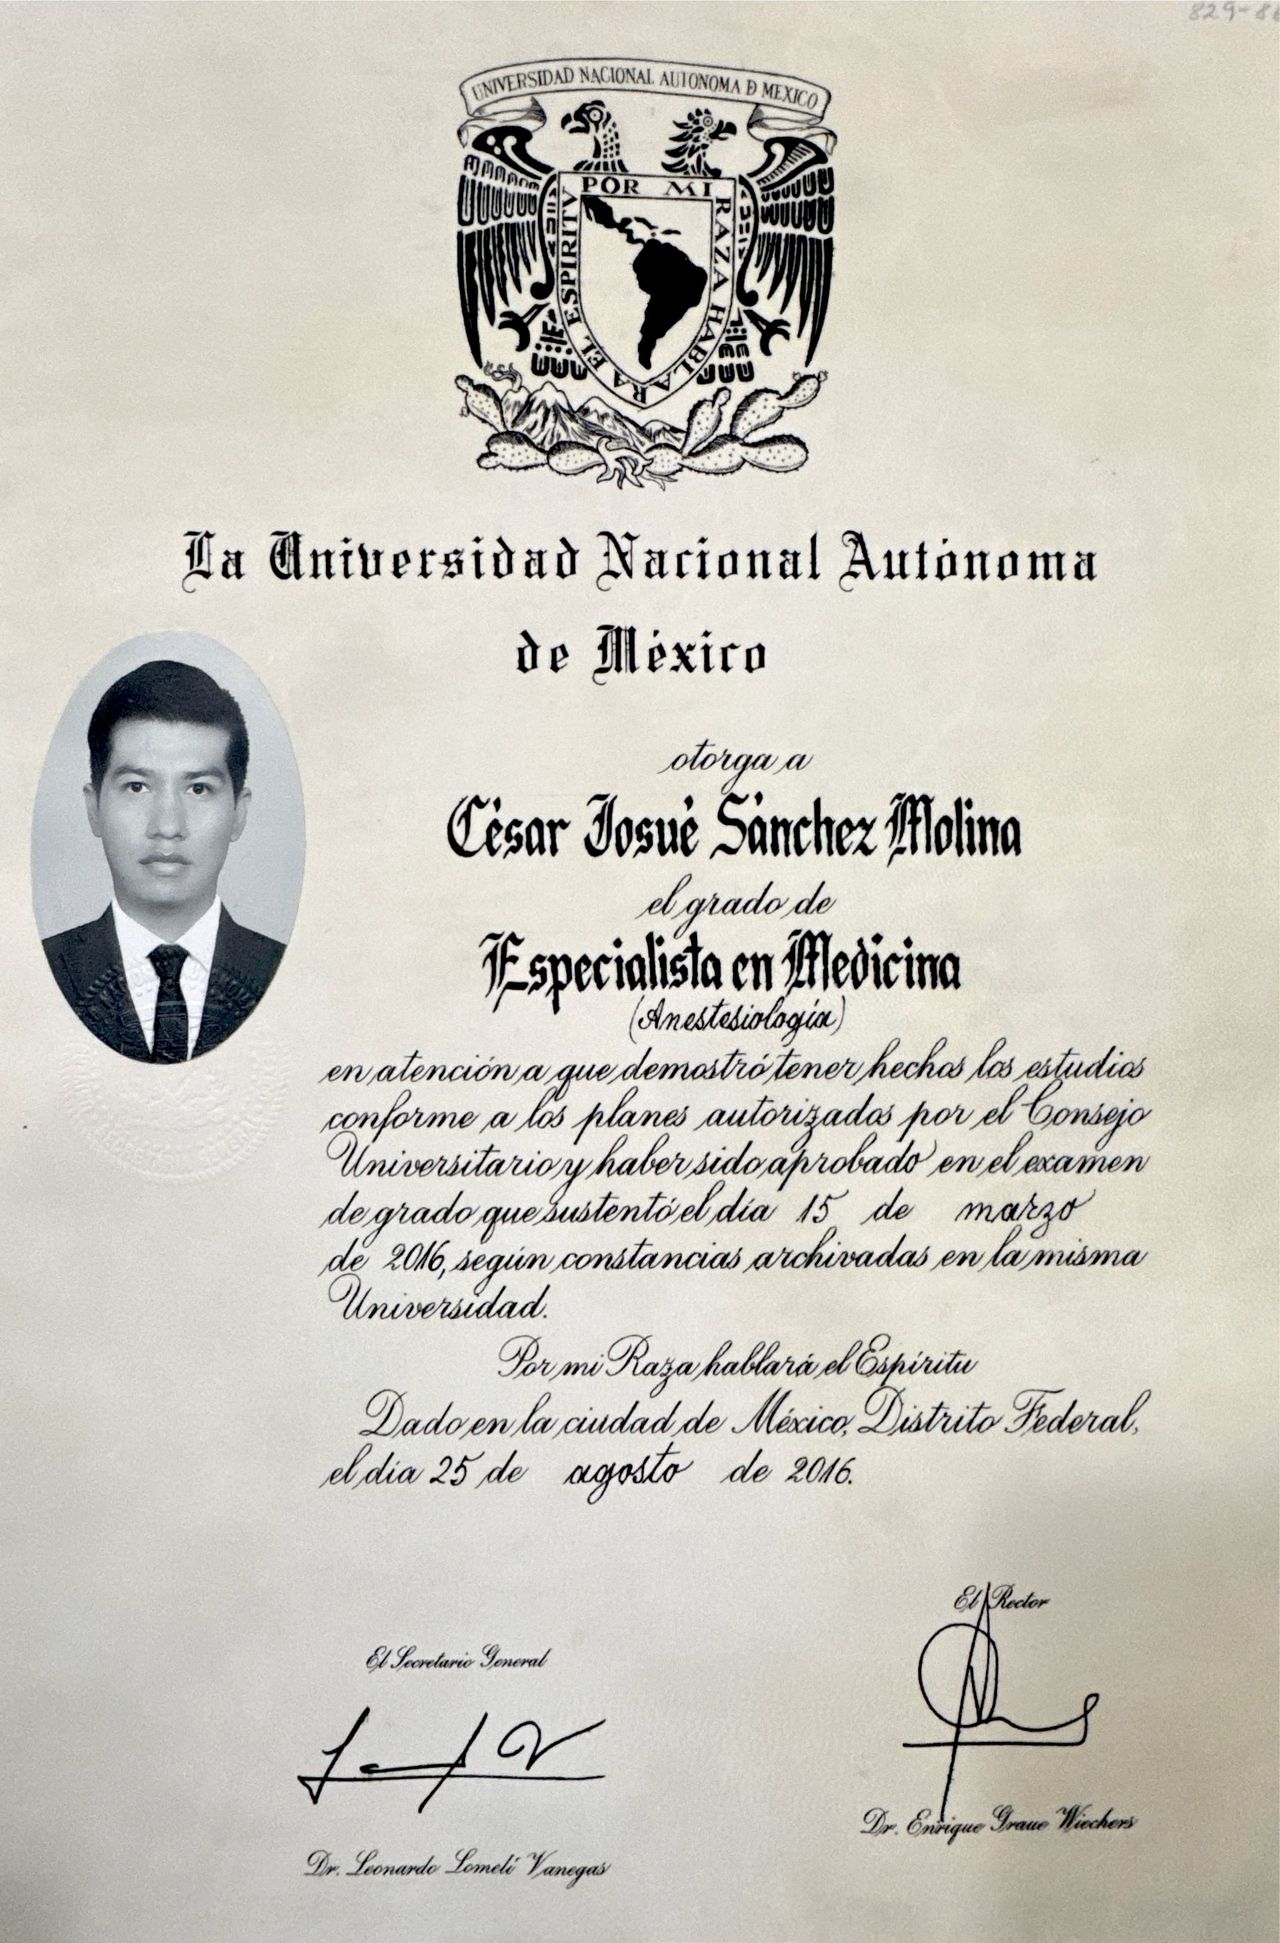 829-8
UNIVERSIDAD NACIONAL AUTONOMA D MEXICO
POR MI RAZA HABLARA EL ESPIRITV
La Universidad Nacional Autónoma
de México
otorga a
César Josué Sánchez Molina
el grado de
Especialista en Medicina
(Anestesiología)
en atención a que demostró tener hechos los estudios
conforme a los planes autorizados por el Consejo
Universitario y haber sido aprobado en el examen
de grado que sustentó el día 15 de marzo
de 2016, según constancias archivadas en la misma
Universidad.
Por mi Raza hablará el Espíritu
Dado en la ciudad de México, Distrito Federal,
el día 25 de agosto de 2016.
El Rector
El Secretario General
Dr. Enrique Graue Wiechers
Dr. Leonardo Lomelí Vanegas